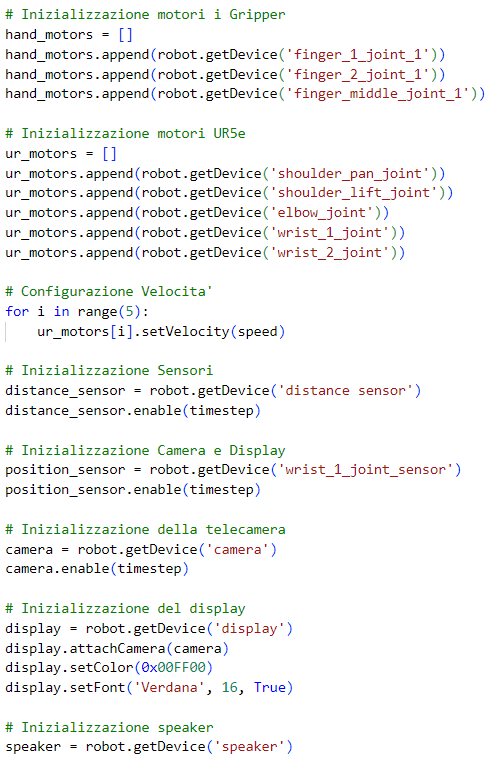 # Inizializzazione motori i Gripper
hand_motors = []
hand_motors.append(robot.getDevice('finger_1_joint_1'))
hand_motors.append(robot.getDevice('finger_2_joint_1'))
hand_motors.append(robot.getDevice('finger_middle_joint_1'))

# Inizializzazione motori UR5e
ur_motors = []
ur_motors.append(robot.getDevice('shoulder_pan_joint'))
ur_motors.append(robot.getDevice('shoulder_lift_joint'))
ur_motors.append(robot.getDevice('elbow_joint'))
ur_motors.append(robot.getDevice('wrist_1_joint'))
ur_motors.append(robot.getDevice('wrist_2_joint'))

# Configurazione Velocita'
for i in range(5):
    ur_motors[i].setVelocity(speed)

# Inizializzazione Sensori
distance_sensor = robot.getDevice('distance sensor')
distance_sensor.enable(timestep)

# Inizializzazione Camera e Display
position_sensor = robot.getDevice('wrist_1_joint_sensor')
position_sensor.enable(timestep)

# Inizializzazione della telecamera
camera = robot.getDevice('camera')
camera.enable(timestep)

# Inizializzazione del display
display = robot.getDevice('display')
display.attachCamera(camera)
display.setColor(0x00FF00)
display.setFont('Verdana', 16, True)

# Inizializzazione speaker
speaker = robot.getDevice('speaker')